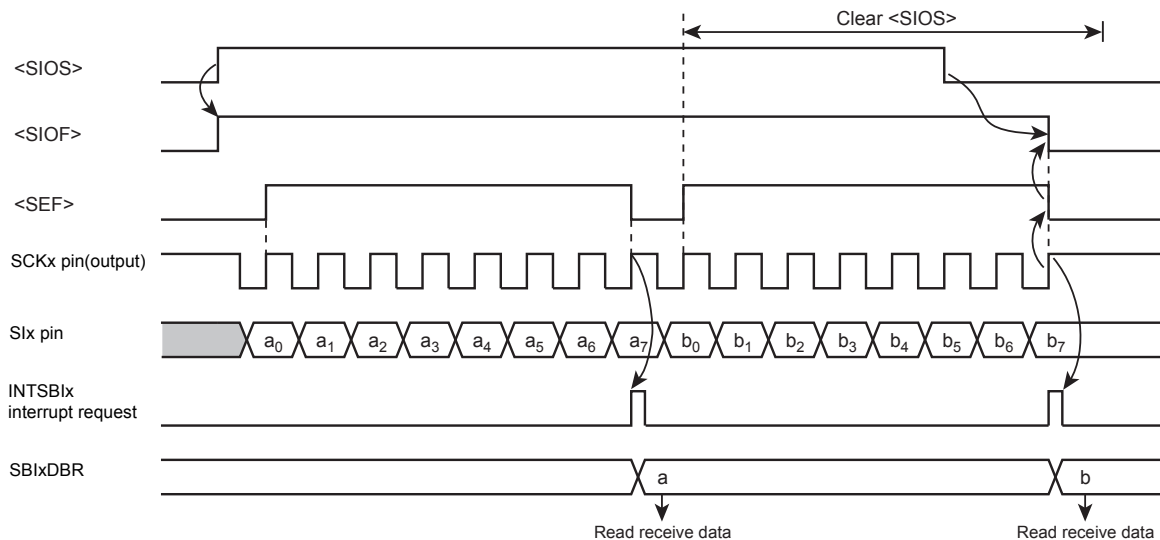 Clear <SIOS>
<SIOS>
<SIOF>
<SEF>
SCKx pin(output)
SIx pin
a₀ a₁ a₂ a₃ a₄ a₅ a₆ a₇ b₀ b₁ b₂ b₃ b₄ b₅ b₆ b₇
INTSBIx
interrupt request
SBIxDBR
a b
Read receive data Read receive data